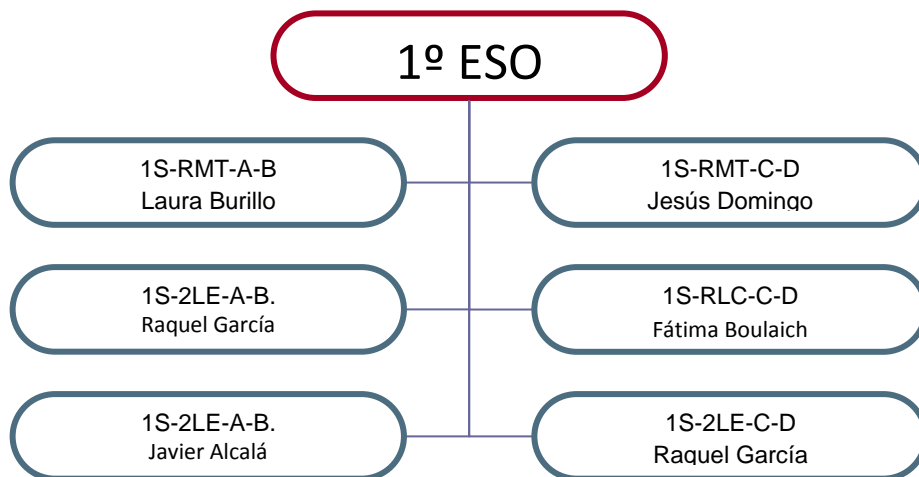 1º ESO
1S-RMT-A-B
Laura Burillo
1S-RMT-C-D
Jesús Domingo
1S-2LE-A-B.
Raquel García
1S-RLC-C-D
Fátima Boulaich
1S-2LE-A-B.
Javier Alcalá
1S-2LE-C-D
Raquel García